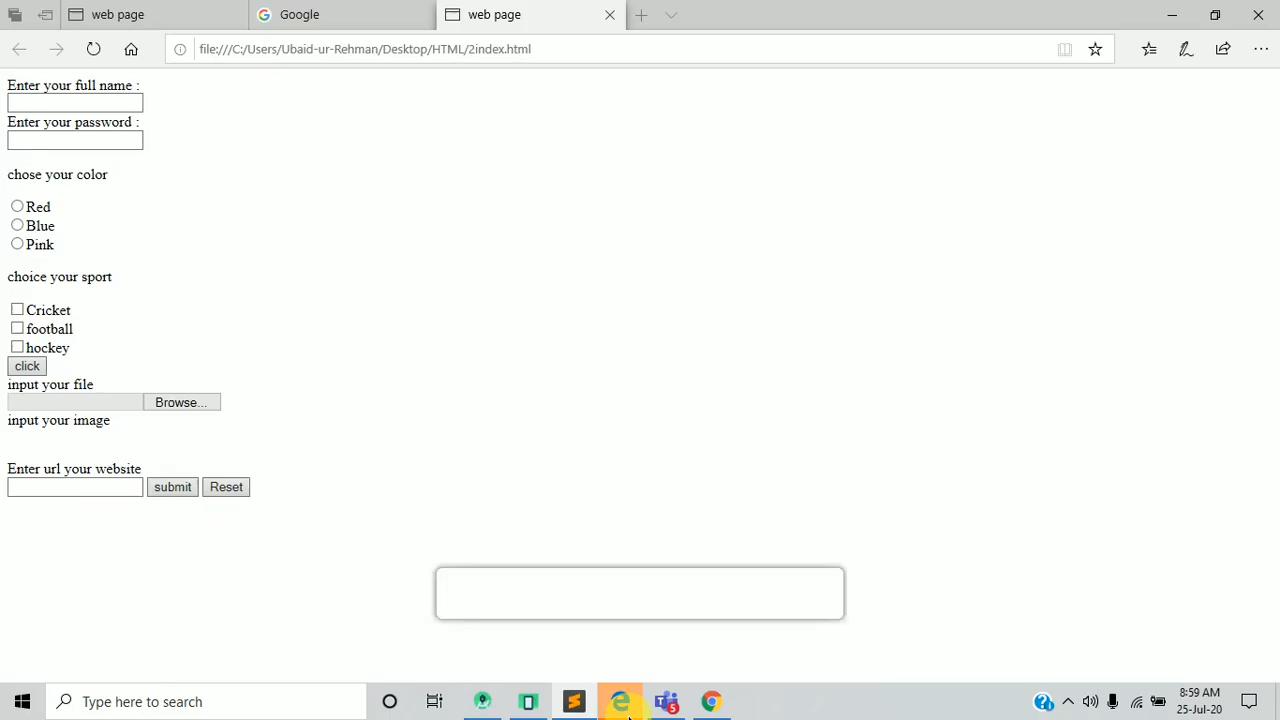 web page
Google
web page
file:///C:/Users/Ubaid-ur-Rehman/Desktop/HTML/2index.html
Enter your full name :
Enter your password :
chose your color
Red
Blue
Pink
choice your sport
Cricket
football
hockey
click
input your file
Browse...
input your image
Enter url your website
submit Reset
Type here to search
5
8:59 AM
25-Jul-20